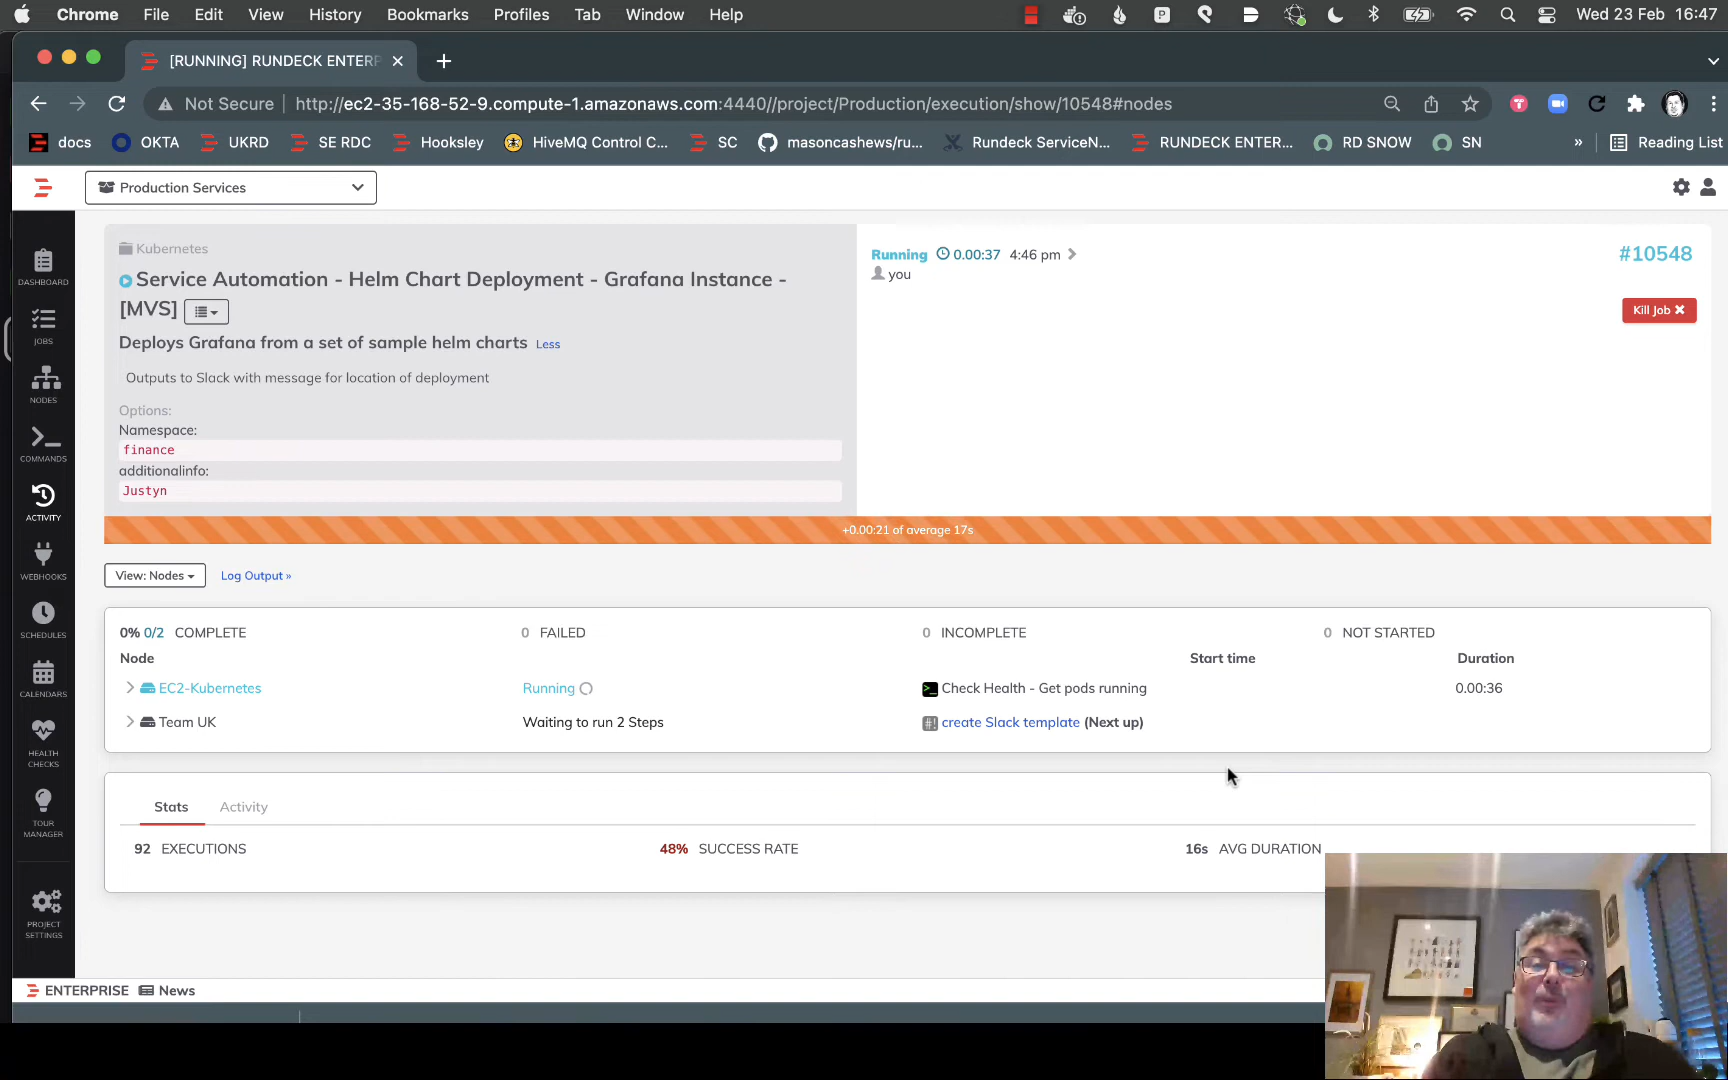 Chrome File Edit View History Bookmarks Profiles Tab Window Help Wed 23 Feb 16:47
[RUNNING] RUNDECK ENTERP
Not Secure http://ec2-35-168-52-9.compute-1.amazonaws.com:4440//project/Production/execution/show/10548#nodes
docs OKTA UKRD SE RDC Hooksley HiveMQ Control C... SC masoncashews/ru... Rundeck ServiceN... RUNDECK ENTER... RD SNOW SN » Reading List
Production Services
DASHBOARD
JOBS
NODES
COMMANDS
ACTIVITY
WEBHOOKS
SCHEDULES
CALENDARS
HEALTH
CHECKS
TOUR
MANAGER
PROJECT
SETTINGS
Kubernetes
Service Automation - Helm Chart Deployment - Grafana Instance -
[MVS]
Deploys Grafana from a set of sample helm charts Less
Outputs to Slack with message for location of deployment
Options:
Namespace:
finance
additionalinfo:
Justyn
Running 0.00:37 4:46 pm
you
#10548
Kill Job
+0.00:21 of average 17s
View: Nodes Log Output »
0% 0/2 COMPLETE 0 FAILED 0 INCOMPLETE 0 NOT STARTED
Node Start time Duration
EC2-Kubernetes Running Check Health - Get pods running 0.00:36
Team UK Waiting to run 2 Steps create Slack template (Next up)
Stats Activity
92 EXECUTIONS 48% SUCCESS RATE 16s AVG DURATION
ENTERPRISE News